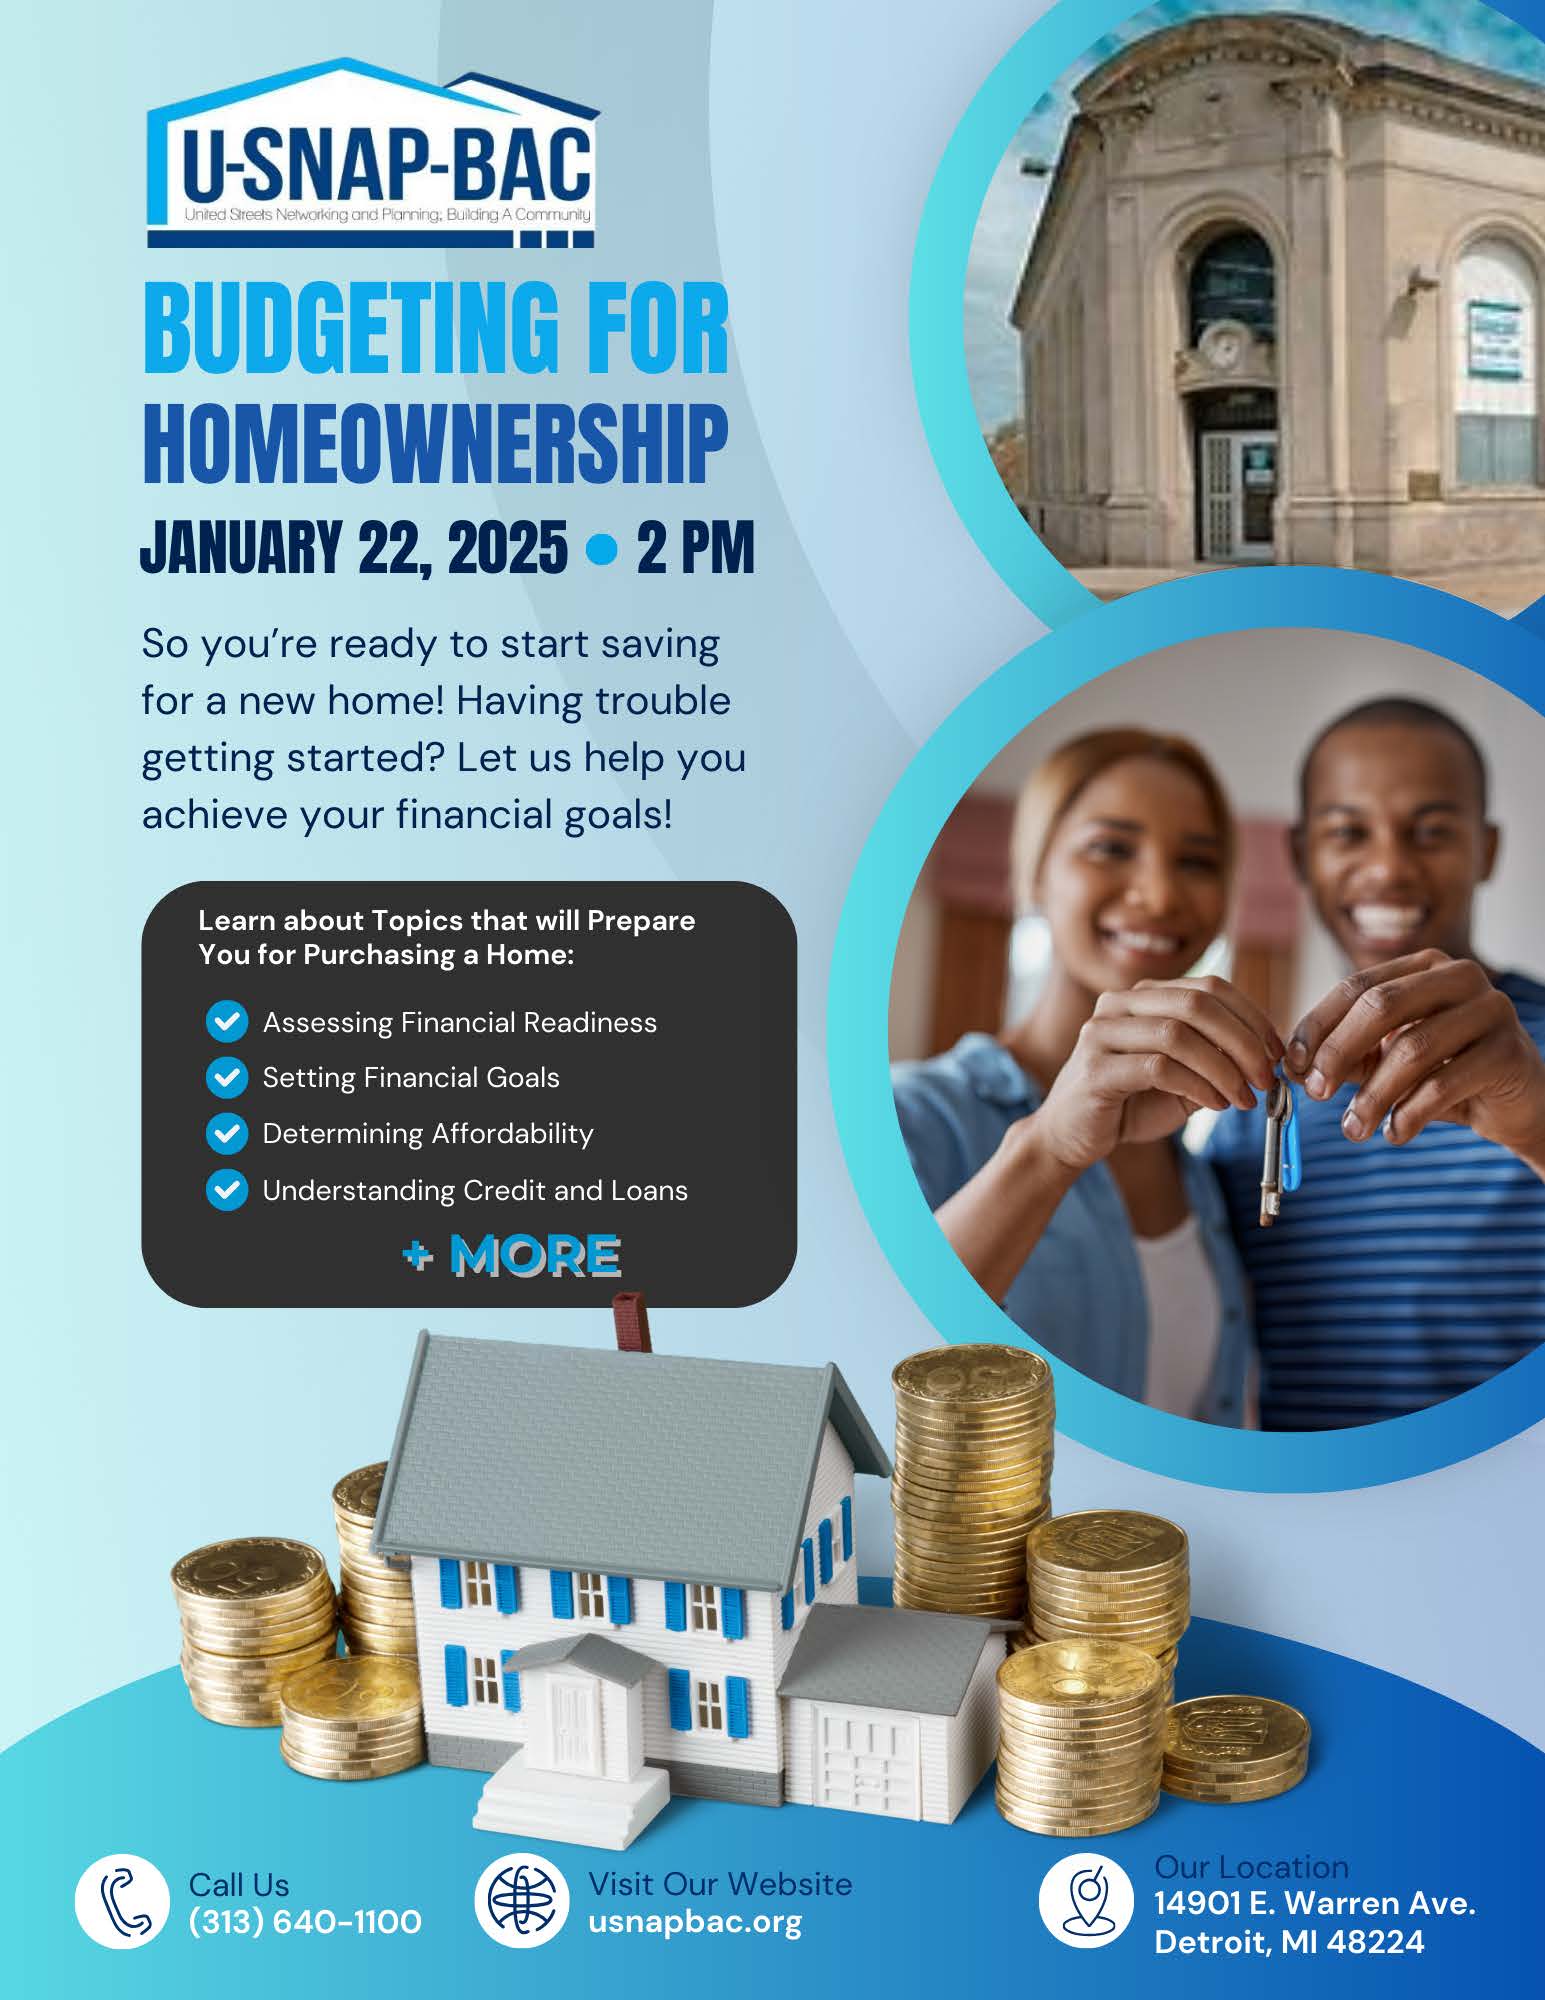 U-SNAP-BAC
United Streets Networking and Planning; Building A Community
BUDGETING FOR
HOMEOWNERSHIP
JANUARY 22, 2025 • 2 PM
So you’re ready to start saving
for a new home! Having trouble
getting started? Let us help you
achieve your financial goals!
Learn about Topics that will Prepare
You for Purchasing a Home:
Assessing Financial Readiness
Setting Financial Goals
Determining Affordability
Understanding Credit and Loans
+ MORE
Call Us
(313) 640-1100
Visit Our Website
usnapbac.org
Our Location
14901 E. Warren Ave.
Detroit, MI 48224